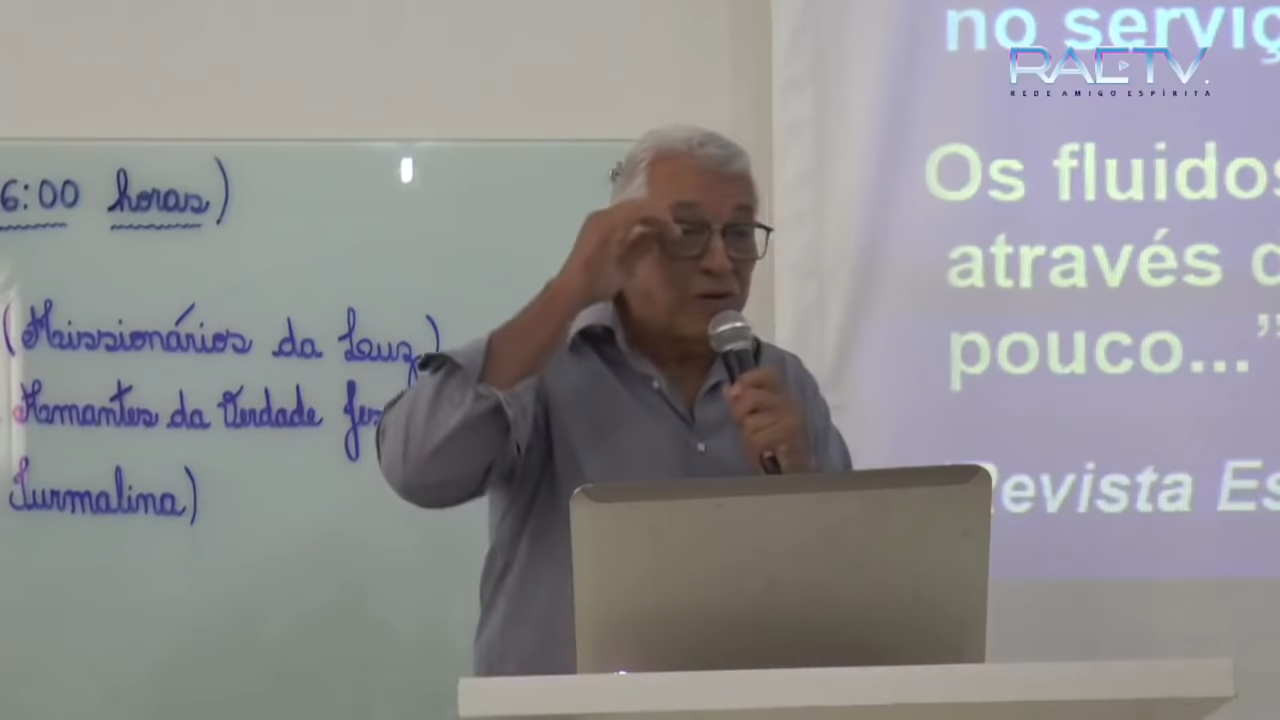 6:00 horas)
(Missionários da Luz)
Amantes da Verdade
Turmalina)
no serviç
RAETV.
REDE AMIGO ESPÍRITA
Os fluidos
através
pouco..."
Revista Es